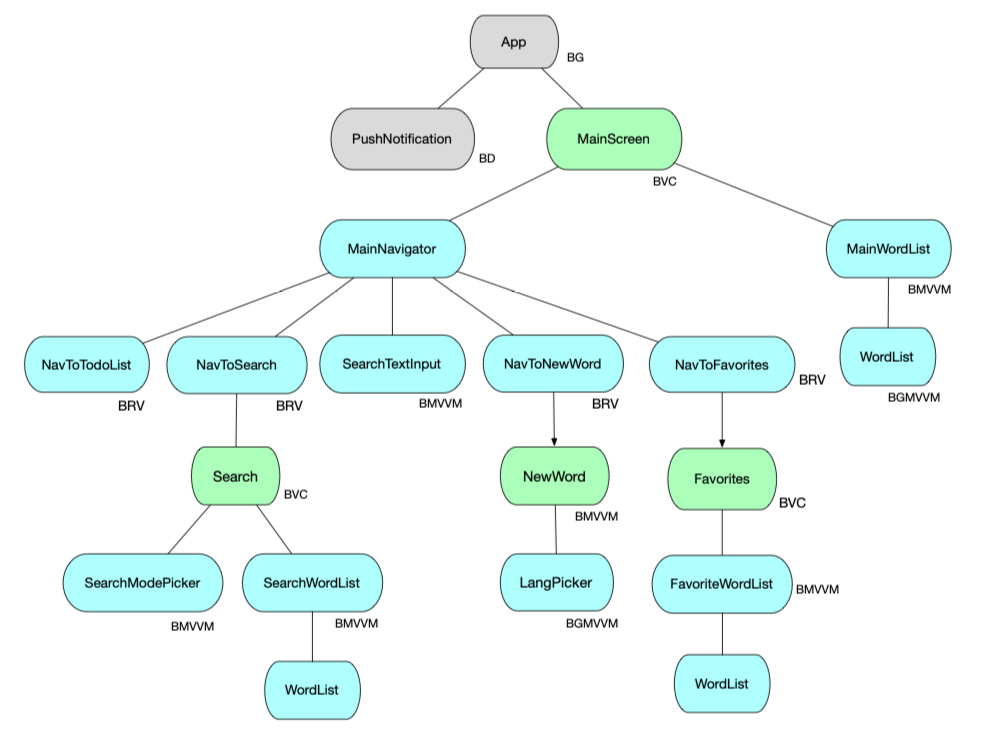 App
BG
PushNotification
BD
MainScreen
BVC
MainNavigator
MainWordList
BMVVM
NavToTodoList
BRV
NavToSearch
BRV
SearchTextInput
BMVVM
NavToNewWord
BRV
NavToFavorites
BRV
WordList
BGMVVM
Search
BVC
NewWord
BMVVM
Favorites
BVC
SearchModePicker
BMVVM
SearchWordList
BMVVM
LangPicker
BGMVVM
FavoriteWordList
BMVVM
WordList
WordList